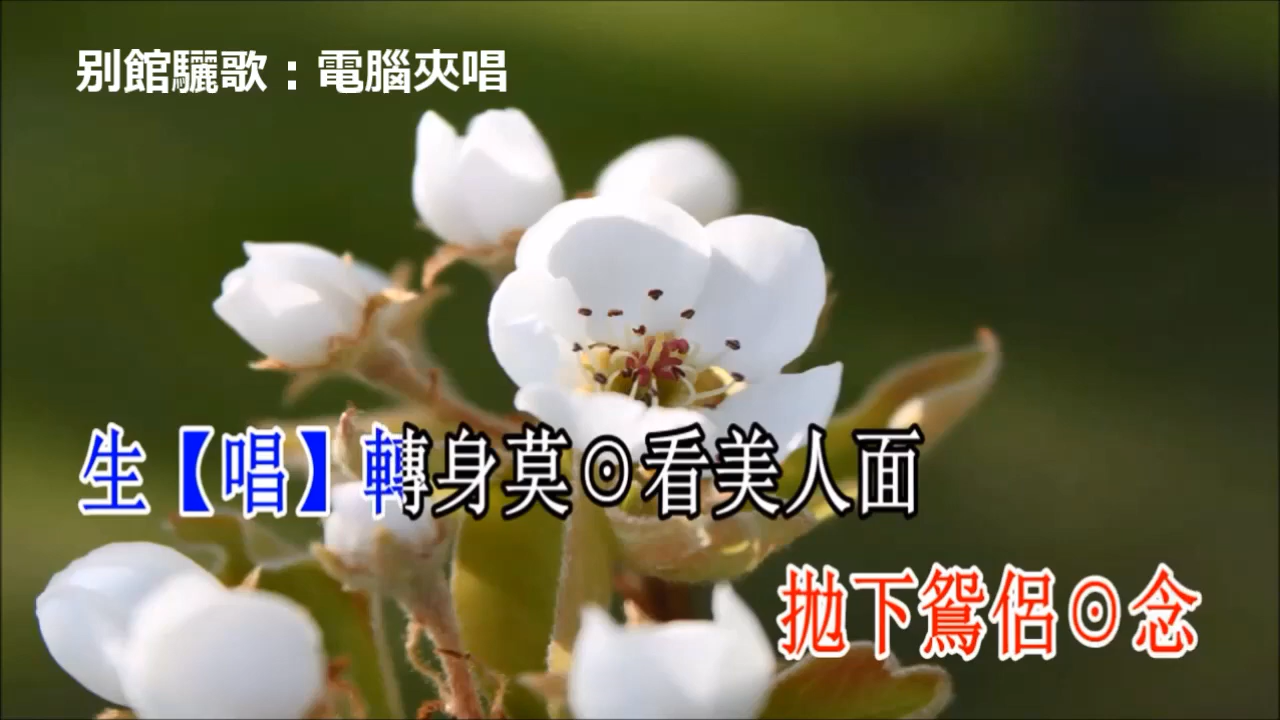 别館驪歌：電腦夾唱
生【唱】轉身莫⊙看美人面
拋下鴛侶⊙念